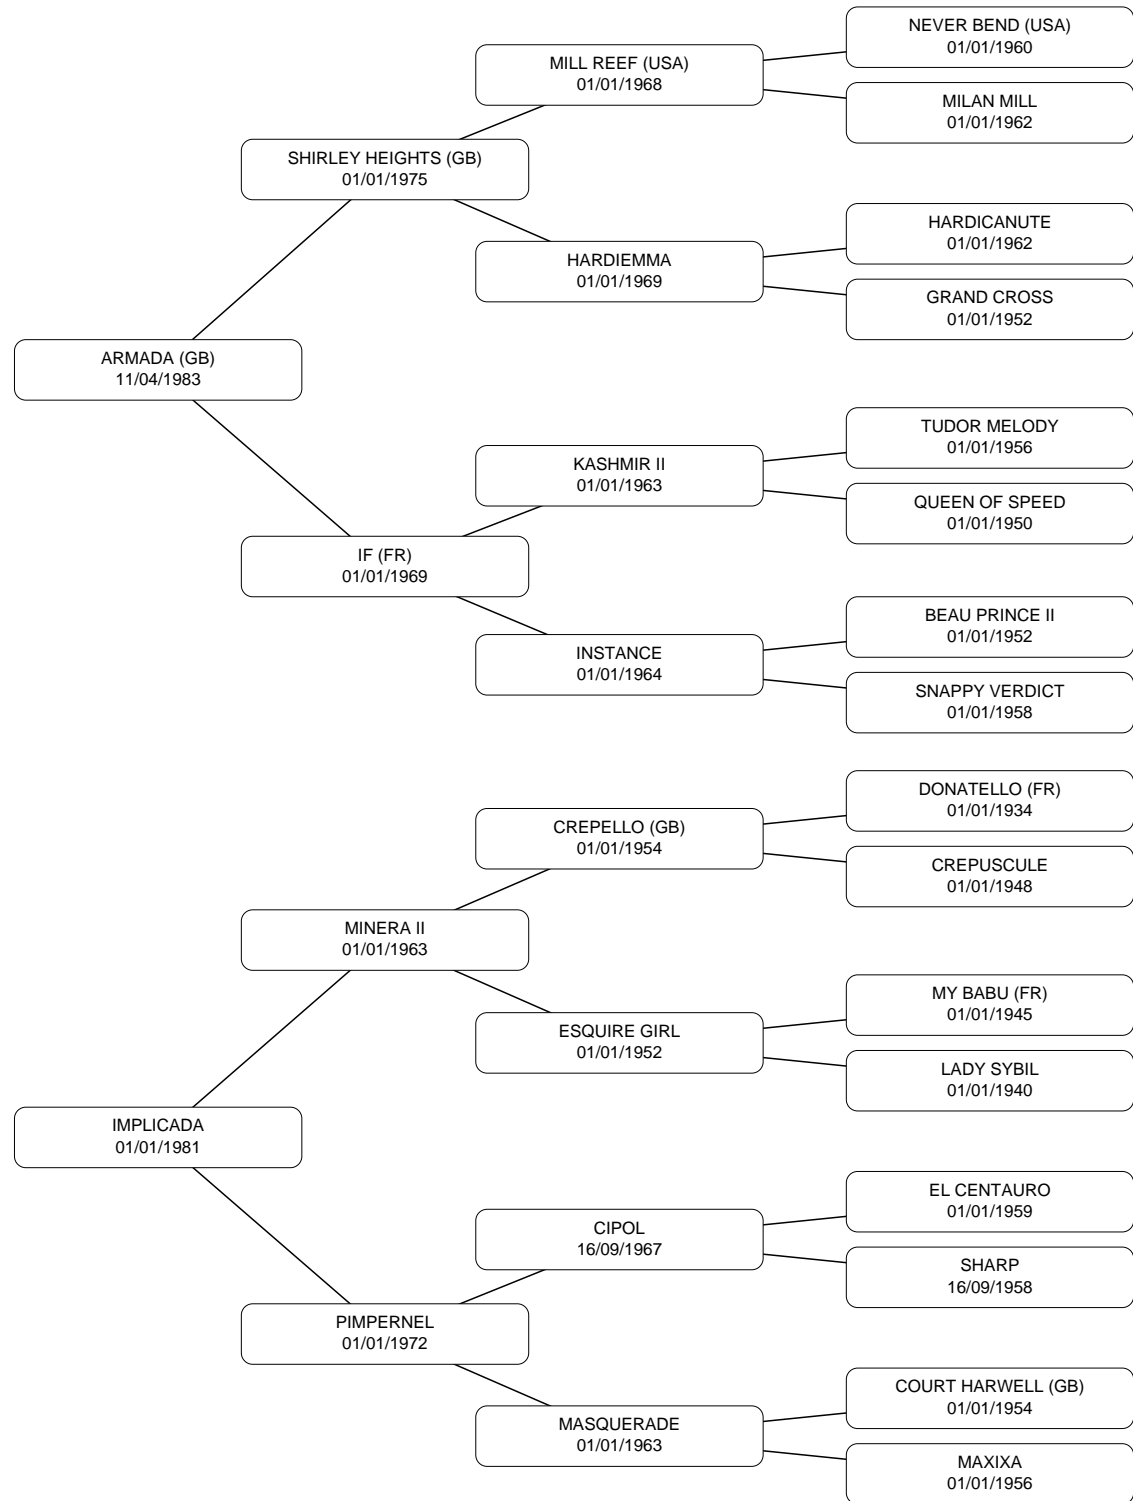 NEVER BEND (USA)
01/01/1960
MILL REEF (USA)
01/01/1968
MILAN MILL
01/01/1962
SHIRLEY HEIGHTS (GB)
01/01/1975
HARDICANUTE
01/01/1962
HARDIEMMA
01/01/1969
GRAND CROSS
01/01/1952
ARMADA (GB)
11/04/1983
TUDOR MELODY
01/01/1956
KASHMIR II
01/01/1963
QUEEN OF SPEED
01/01/1950
IF (FR)
01/01/1969
BEAU PRINCE II
01/01/1952
INSTANCE
01/01/1964
SNAPPY VERDICT
01/01/1958
DONATELLO (FR)
01/01/1934
CREPELLO (GB)
01/01/1954
CREPUSCULE
01/01/1948
MINERA II
01/01/1963
MY BABU (FR)
01/01/1945
ESQUIRE GIRL
01/01/1952
LADY SYBIL
01/01/1940
IMPLICADA
01/01/1981
EL CENTAURO
01/01/1959
CIPOL
16/09/1967
SHARP
16/09/1958
PIMPERNEL
01/01/1972
COURT HARWELL (GB)
01/01/1954
MASQUERADE
01/01/1963
MAXIXA
01/01/1956